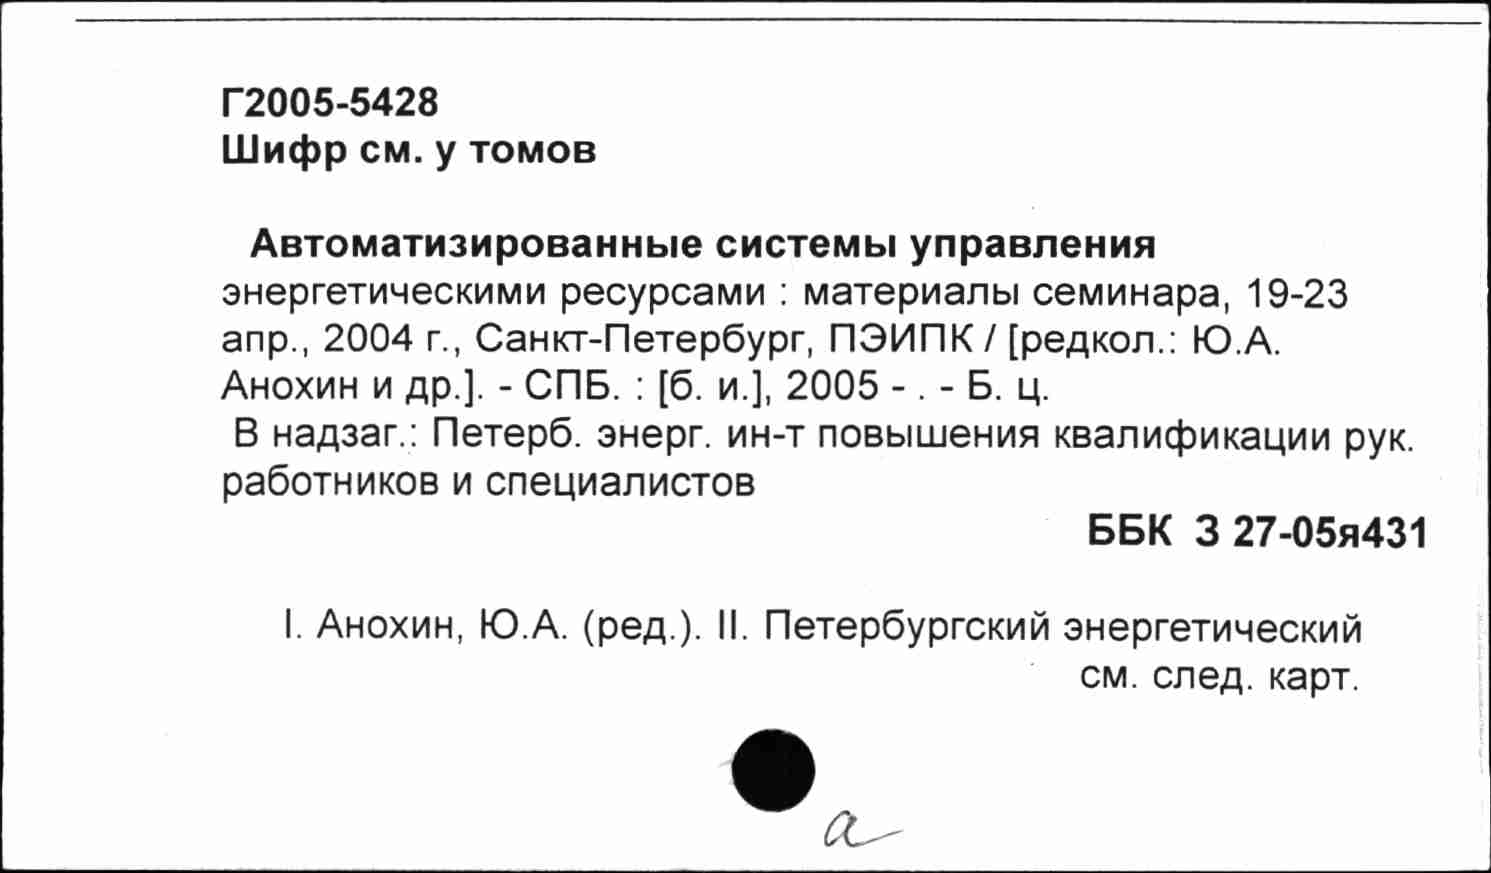 Г2005-5428
Шифр см. у томов
Автоматизированные системы управления
энергетическими ресурсами : материалы семинара, 19-23
апр., 2004 г., Санкт-Петербург, ПЭИПК / [редкол.: Ю.А.
Анохин и др.]. - СПБ. : [б. и.], 2005 - . - Б. ц.
В надзаг.: Петерб. энерг. ин-т повышения квалификации рук.
работников и специалистов
ББК З 27-05я431
I. Анохин, Ю.А. (ред.). II. Петербургский энергетический
см. след. карт.
а